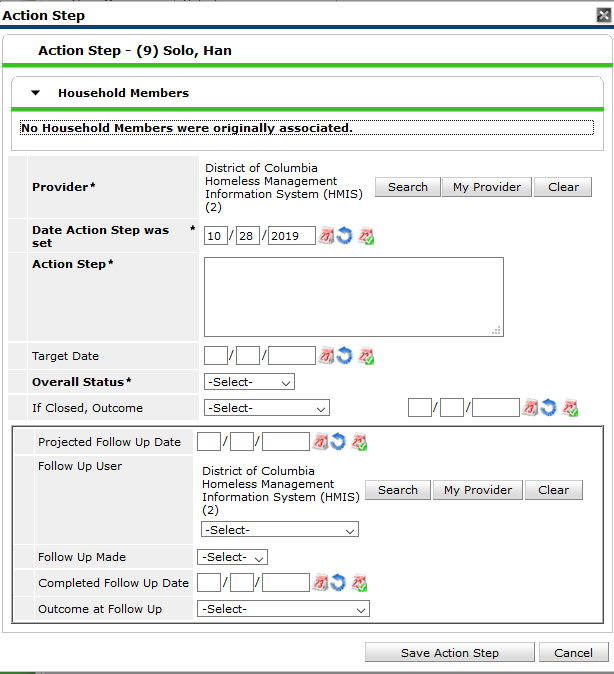 Action Step
Action Step - (9) Solo, Han
Household Members
No Household Members were originally associated.
Provider*
District of Columbia
Homeless Management
Information System (HMIS)
(2)
Search My Provider Clear
Date Action Step was set *
10 / 28 / 2019
Action Step*
Target Date
/ /
Overall Status*
-Select-
If Closed, Outcome
-Select-
/ /
Projected Follow Up Date
/ /
Follow Up User
District of Columbia
Homeless Management
Information System (HMIS)
(2)
Search My Provider Clear
-Select-
Follow Up Made
-Select-
Completed Follow Up Date
/ /
Outcome at Follow Up
-Select-
Save Action Step Cancel